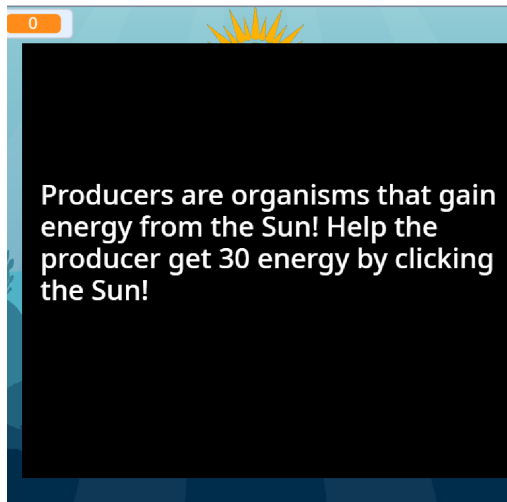 0
Producers are organisms that gain
energy from the Sun! Help the
producer get 30 energy by clicking
the Sun!